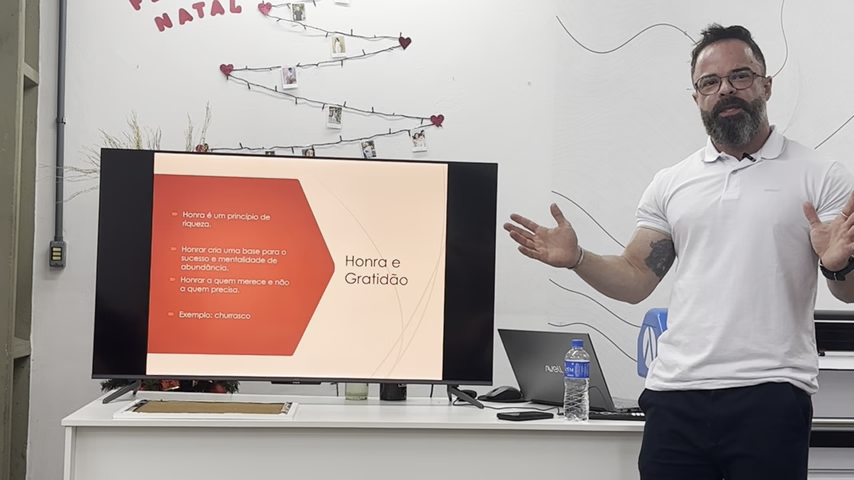 NATAL
Honra é um princípio de
riqueza.
Honrar cria uma base para o
sucesso e mentalidade de
abundância.
Honrar a quem merece e não
a quem precisa.
Exemplo: churrasco
Honra e
Gratidão